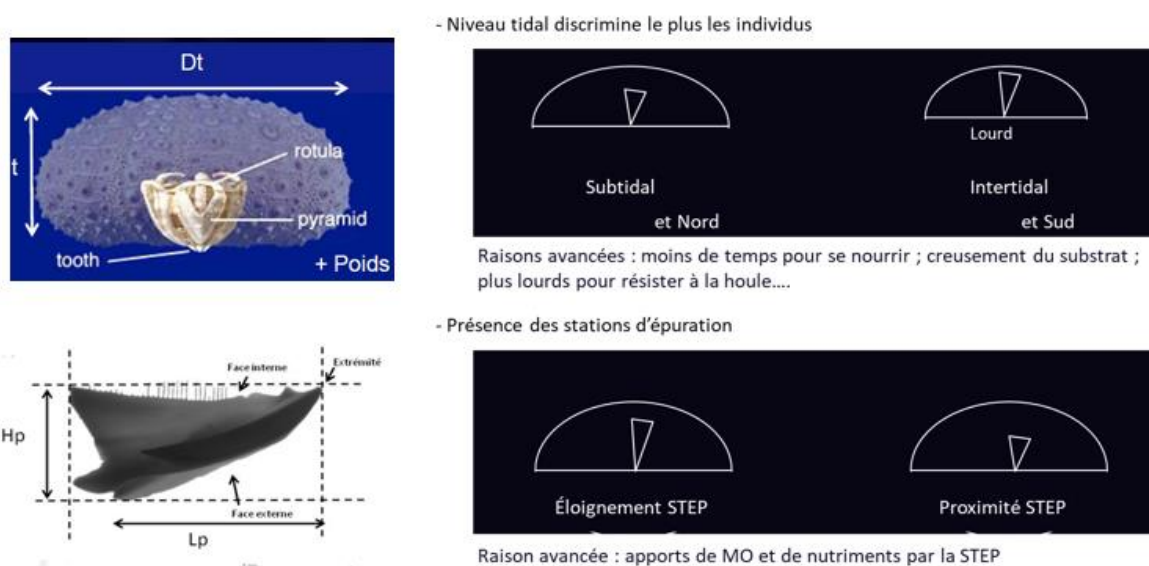 - Niveau tidal discrimine le plus les individus
Dt
t
rotula
pyramid
tooth
+ Poids
Lourd
Subtidal
Intertidal
et Nord
et Sud
Raisons avancées : moins de temps pour se nourrir ; creusement du substrat ;
plus lourds pour résister à la houle....
- Présence des stations d'épuration
Face interne
Extrémité
Hp
Face externe
Lp
Éloignement STEP
Proximité STEP
Raison avancée : apports de MO et de nutriments par la STEP